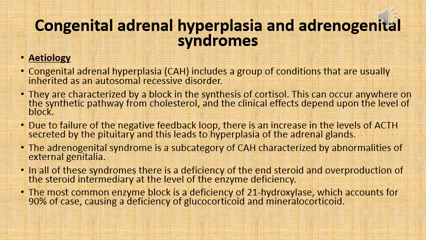 Congenital adrenal hyperplasia and adrenogenital
syndromes
• Aetiology
• Congenital adrenal hyperplasia (CAH) includes a group of conditions that are usually
inherited as an autosomal recessive disorder.
• They are characterized by a block in the synthesis of cortisol. This can occur anywhere on
the synthetic pathway from cholesterol, and the clinical effects depend upon the level of
block.
• Due to failure of the negative feedback loop, there is an increase in the levels of ACTH
secreted by the pituitary and this leads to hyperplasia of the adrenal glands.
• The adrenogenital syndrome is a subcategory of CAH characterized by abnormalities of
external genitalia.
• In all of these syndromes there is a deficiency of the end steroid and overproduction of
the steroid intermediary at the level of the enzyme deficiency.
• The most common enzyme block is a deficiency of 21-hydroxylase, which accounts for
90% of case, causing a deficiency of glucocorticoid and mineralocorticoid.